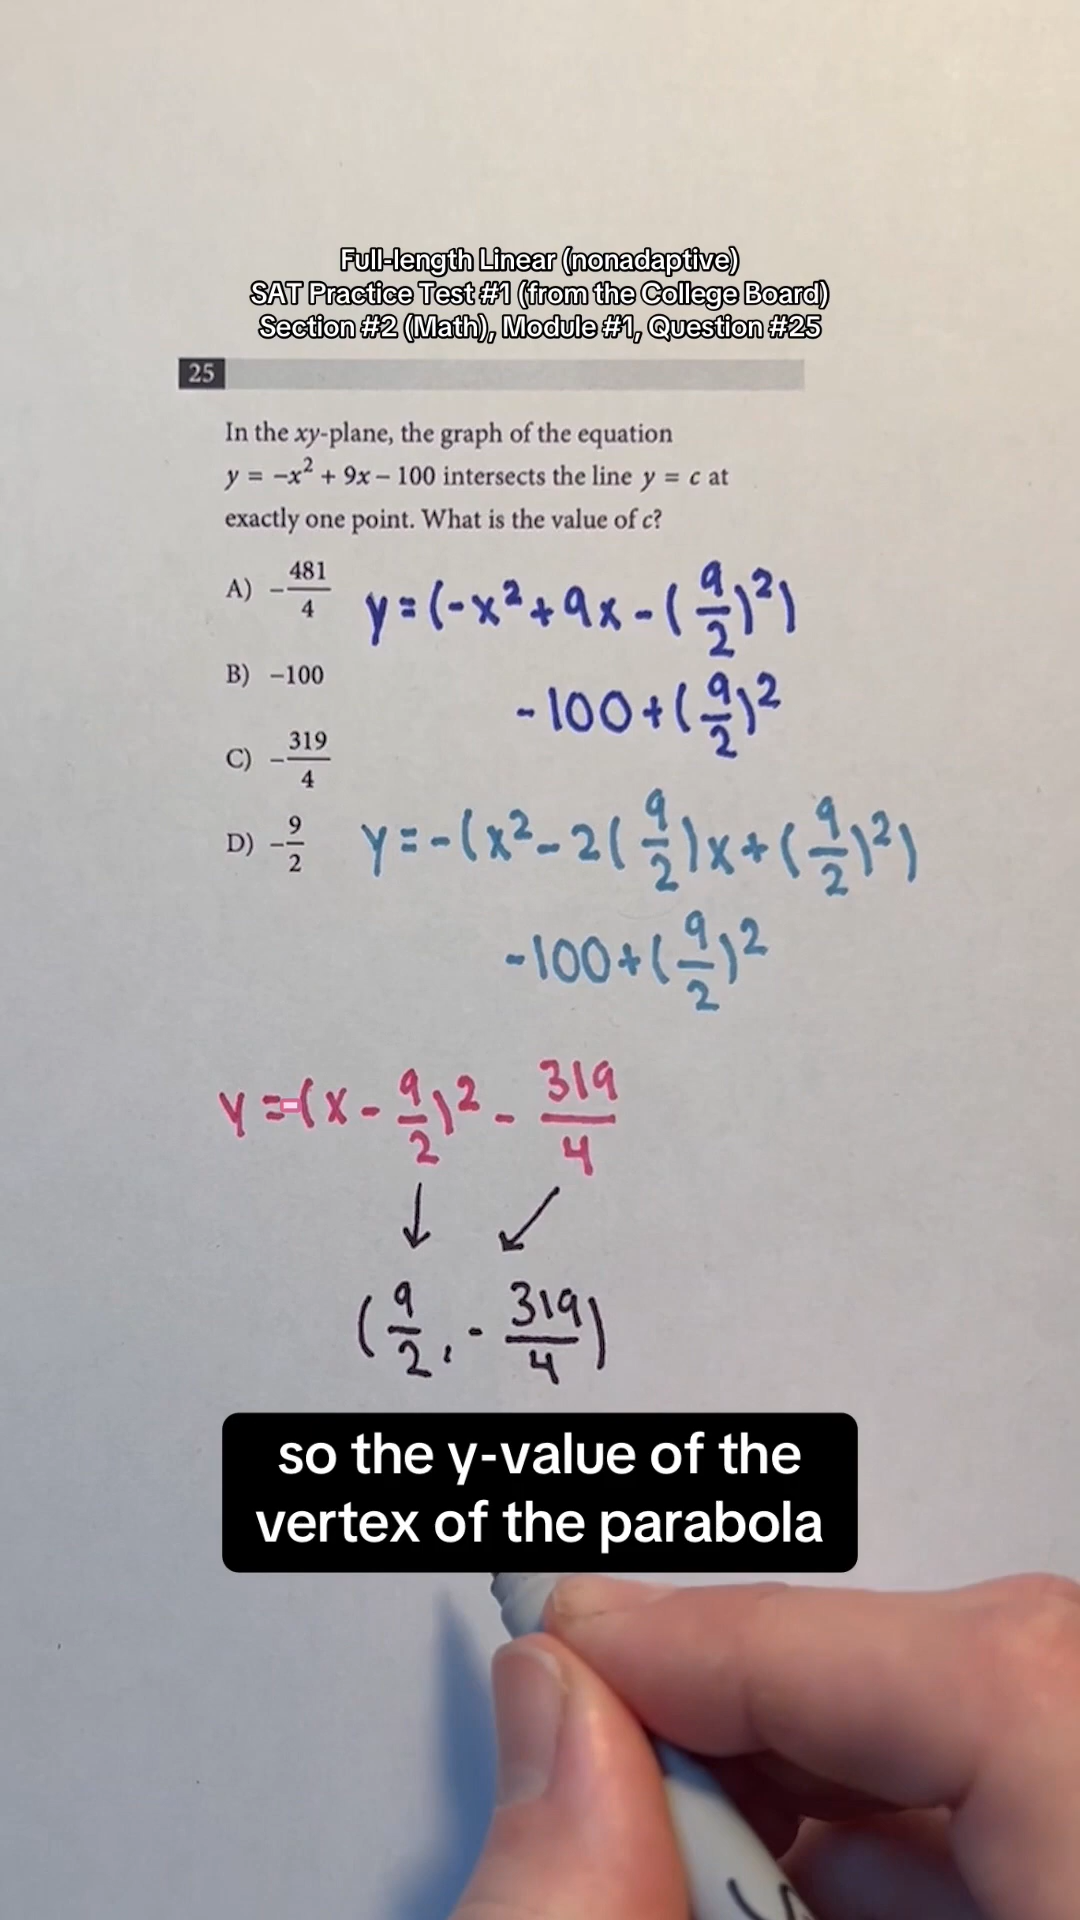 Full-length Linear (nonadaptive)
SAT Practice Test #1 (from the College Board)
Section #2 (Math), Module #1, Question #25
25
In the xy-plane, the graph of the equation
y = −x² + 9x − 100 intersects the line y = c at
exactly one point. What is the value of c?
A) −481/4
B) −100
C) −319/4
D) −9/2
y=(-x²+9x-(9/2)²)
-100+(9/2)²
y=-(x²-2(9/2)x+(9/2)²)
-100+(9/2)²
y=-(x-9/2)²-319/4
(9/2, -319/4)
so the y-value of the
vertex of the parabola